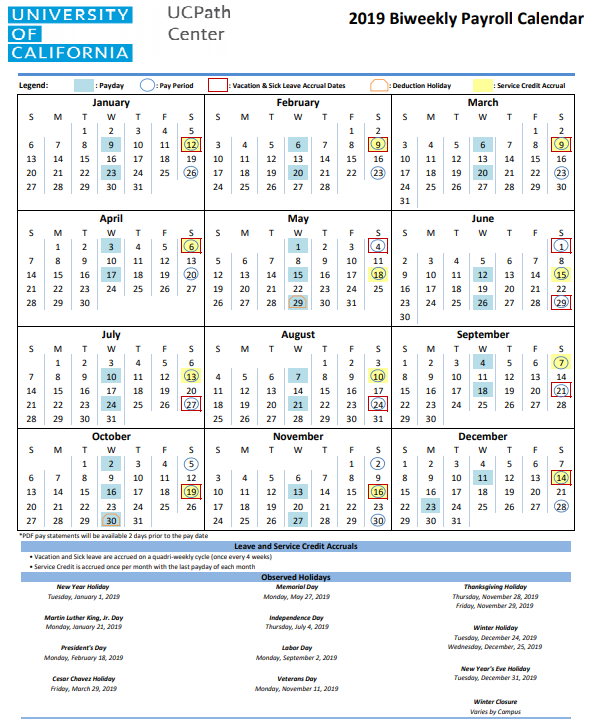 UNIVERSITY
OF
CALIFORNIA
UCPath
Center
2019 Biweekly Payroll Calendar
Legend: : Payday : Pay Period : Vacation & Sick Leave Accrual Dates : Deduction Holiday : Service Credit Accrual
January
S M T W T F S
1 2 3 4 5
6 7 8 9 10 11 12
13 14 15 16 17 18 19
20 21 22 23 24 25 26
27 28 29 30 31
February
S M T W T F S
1 2
3 4 5 6 7 8 9
10 11 12 13 14 15 16
17 18 19 20 21 22 23
24 25 26 27 28
March
S M T W T F S
1 2
3 4 5 6 7 8 9
10 11 12 13 14 15 16
17 18 19 20 21 22 23
24 25 26 27 28 29 30
31
April
S M T W T F S
1 2 3 4 5 6
7 8 9 10 11 12 13
14 15 16 17 18 19 20
21 22 23 24 25 26 27
28 29 30
May
S M T W T F S
1 2 3 4
5 6 7 8 9 10 11
12 13 14 15 16 17 18
19 20 21 22 23 24 25
26 27 28 29 30 31
June
S M T W T F S
1
2 3 4 5 6 7 8
9 10 11 12 13 14 15
16 17 18 19 20 21 22
23 24 25 26 27 28 29
30
July
S M T W T F S
1 2 3 4 5 6
7 8 9 10 11 12 13
14 15 16 17 18 19 20
21 22 23 24 25 26 27
28 29 30 31
August
S M T W T F S
1 2 3
4 5 6 7 8 9 10
11 12 13 14 15 16 17
18 19 20 21 22 23 24
25 26 27 28 29 30 31
September
S M T W T F S
1 2 3 4 5 6 7
8 9 10 11 12 13 14
15 16 17 18 19 20 21
22 23 24 25 26 27 28
29 30
October
S M T W T F S
1 2 3 4 5
6 7 8 9 10 11 12
13 14 15 16 17 18 19
20 21 22 23 24 25 26
27 28 29 30 31
November
S M T W T F S
1 2
3 4 5 6 7 8 9
10 11 12 13 14 15 16
17 18 19 20 21 22 23
24 25 26 27 28 29 30
December
S M T W T F S
1 2 3 4 5 6 7
8 9 10 11 12 13 14
15 16 17 18 19 20 21
22 23 24 25 26 27 28
29 30 31
*PDF pay statements will be available 2 days prior to the pay date
Leave and Service Credit Accruals
• Vacation and Sick leave are accrued on a quadri-weekly cycle (once every 4 weeks)
• Service Credit is accrued once per month with the last payday of each month
Observed Holidays
New Year Holiday
Tuesday, January 1, 2019
Martin Luther King, Jr. Day
Monday, January 21, 2019
President's Day
Monday, February 18, 2019
Cesar Chavez Holiday
Friday, March 29, 2019
Memorial Day
Monday, May 27, 2019
Independence Day
Thursday, July 4, 2019
Labor Day
Monday, September 2, 2019
Veterans Day
Monday, November 11, 2019
Thanksgiving Holiday
Thursday, November 28, 2019
Friday, November 29, 2019
Winter Holiday
Tuesday, December 24, 2019
Wednesday, December, 25, 2019
New Year's Eve Holiday
Tuesday, December 31, 2019
Winter Closure
Varies by Campus